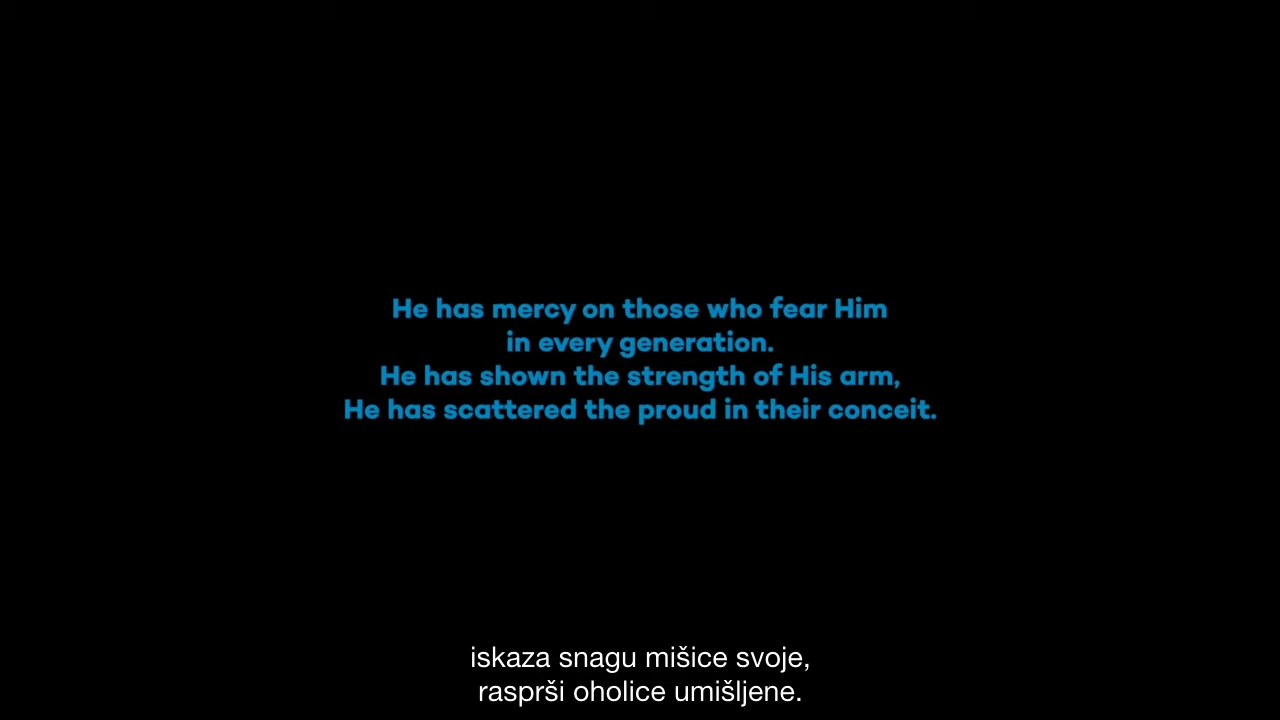 He has mercy on those who fear Him
in every generation.
He has shown the strength of His arm,
He has scattered the proud in their conceit.
iskaza snagu mišice svoje,
rasprši oholice umišljene.